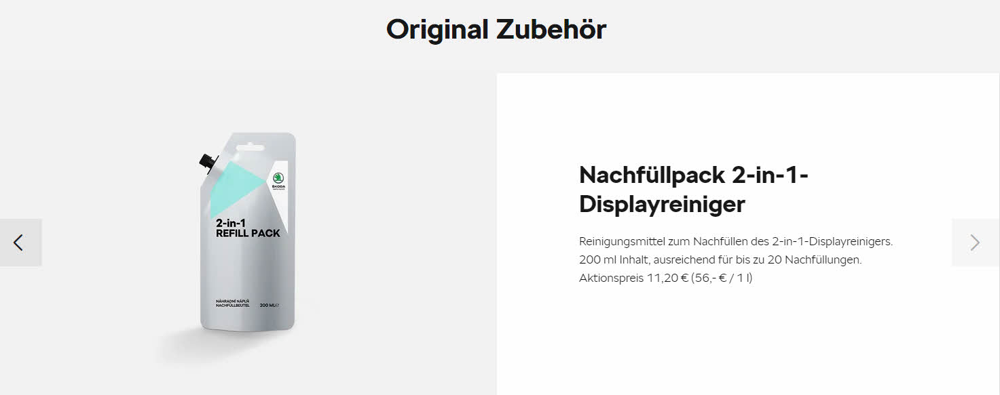 Original Zubehör
ŠKODA
2-in-1
REFILL PACK
NÁHRADNÍ NÁPLŇ
NACHFÜLLBEUTEL 200 ML℮
Nachfüllpack 2-in-1-
Displayreiniger
Reinigungsmittel zum Nachfüllen des 2-in-1-Displayreinigers.
200 ml Inhalt, ausreichend für bis zu 20 Nachfüllungen.
Aktionspreis 11,20 € (56,- € / 1 l)